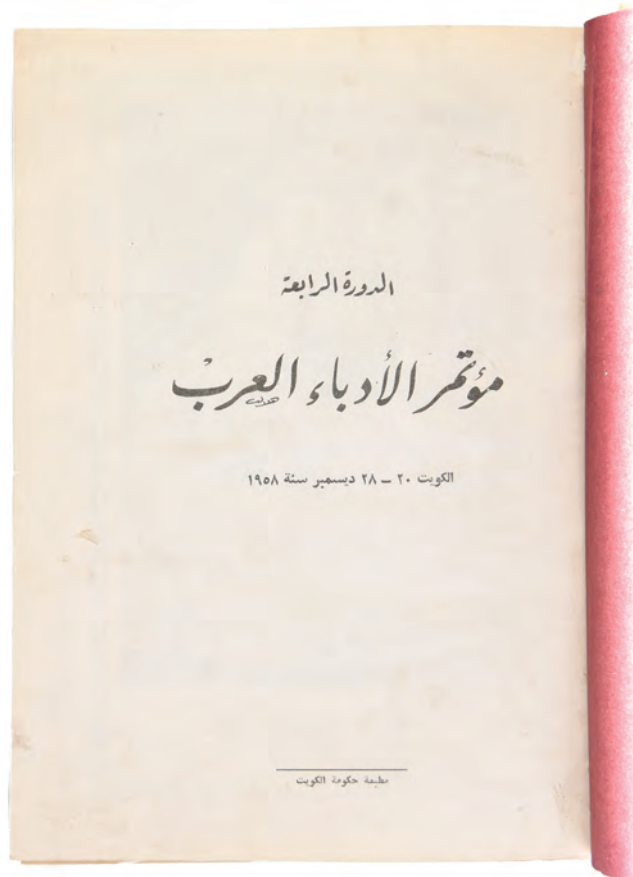 الدورة الرابعة
مؤتمر الأدباء العرب
الكويت ٢٠ – ٢٨ ديسمبر سنة ١٩٥٨
مطبعة حكومة الكويت